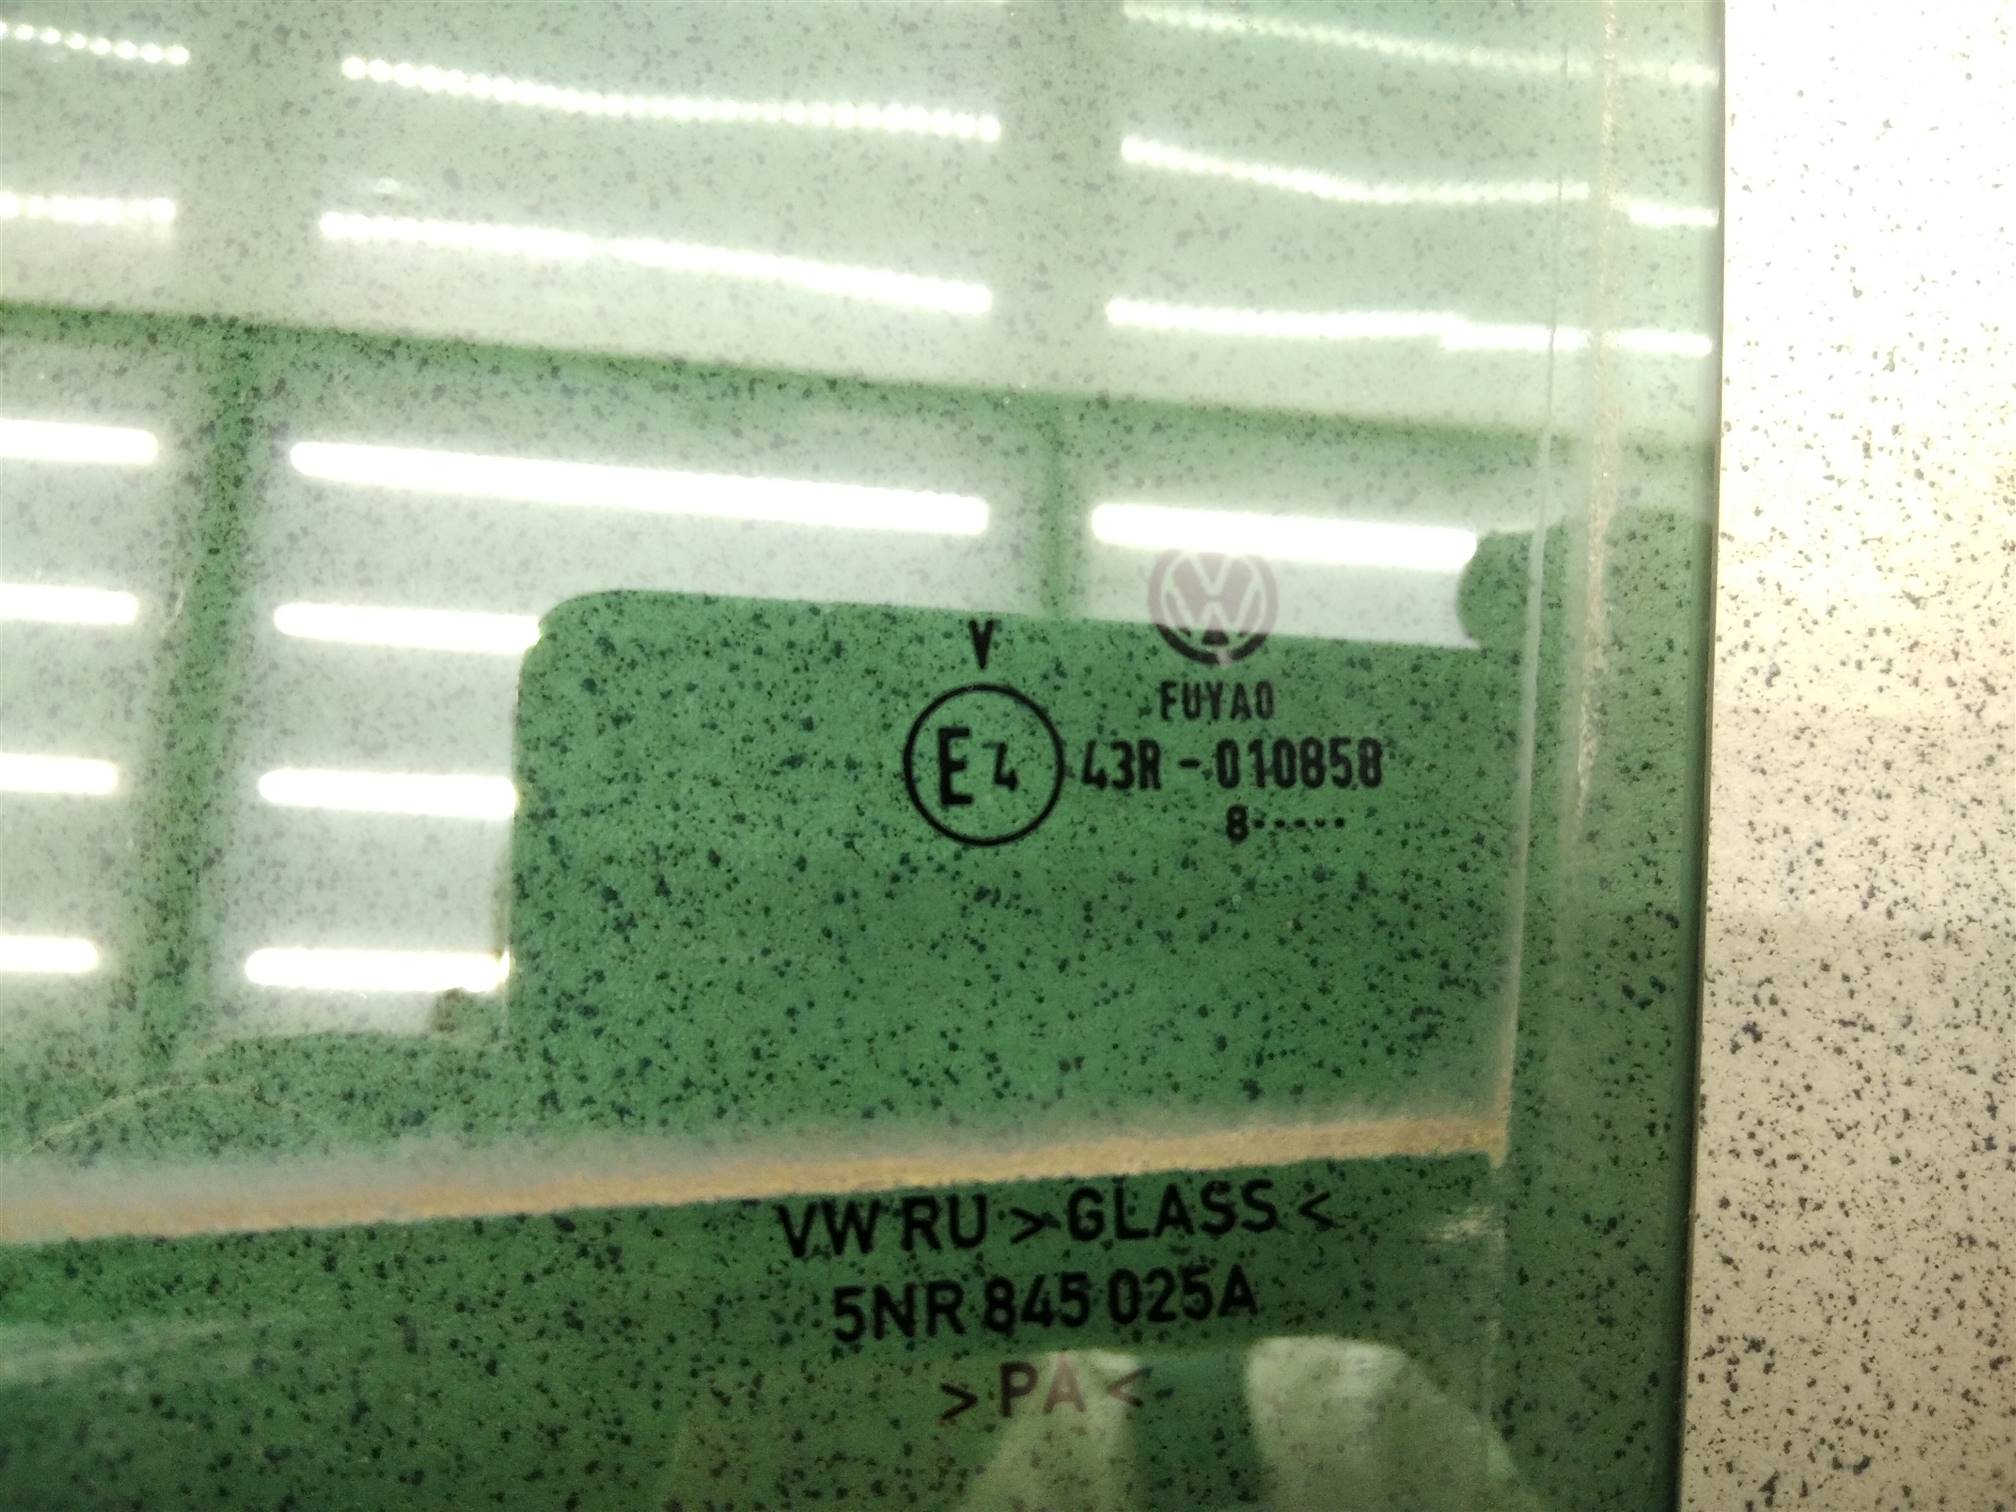 V
FUYAO
E4 43R-010858
8·····
VW RU >GLASS<
5NR 845 025A
>PA<